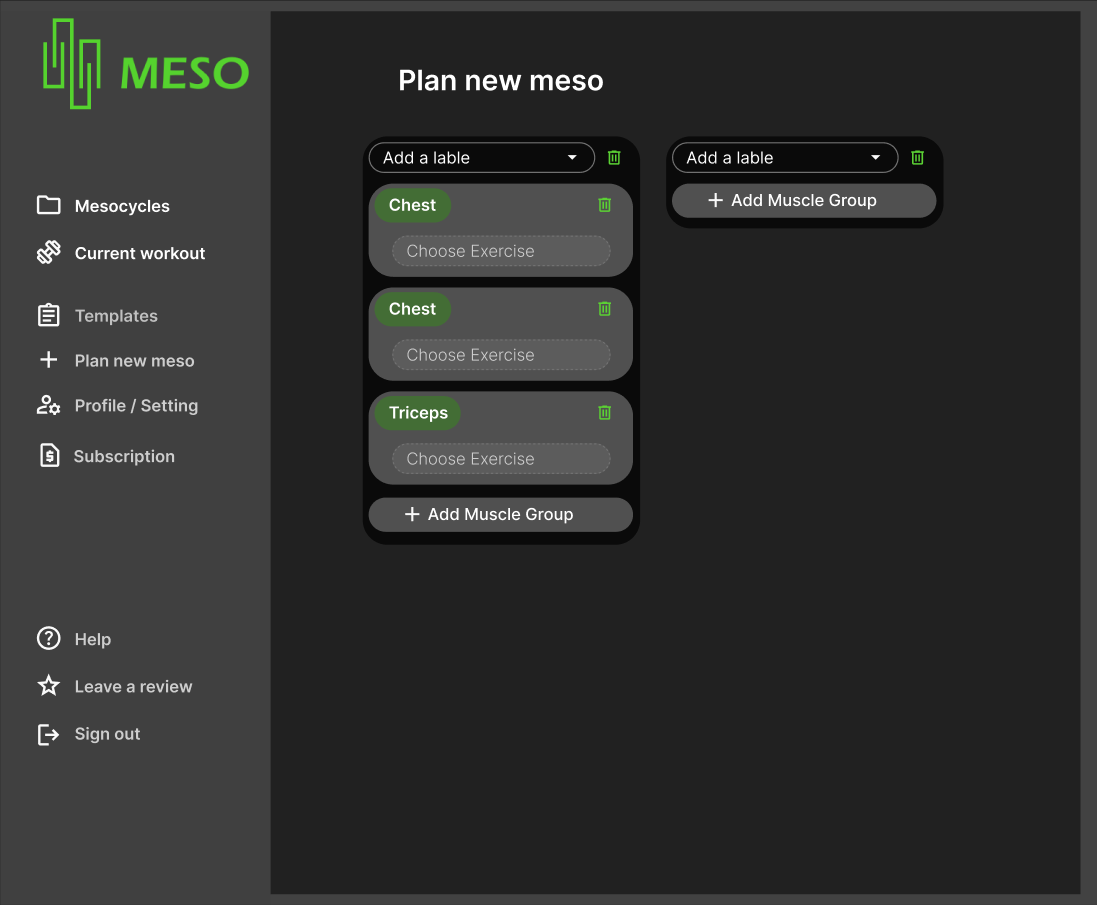 MESO
Mesocycles
Current workout
Templates
Plan new meso
Profile / Setting
Subscription
Help
Leave a review
Sign out
Plan new meso
Add a lable
Chest
Choose Exercise
Chest
Choose Exercise
Triceps
Choose Exercise
Add Muscle Group
Add a lable
Add Muscle Group